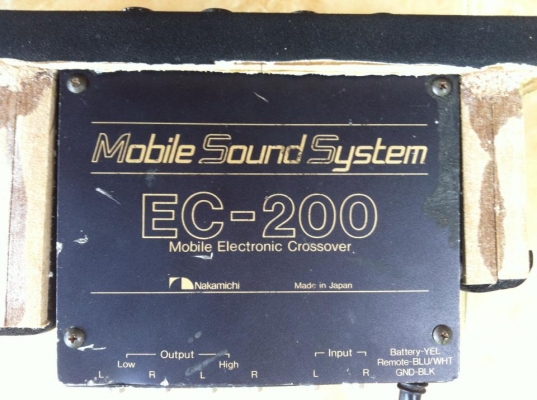 Mobile Sound System
EC-200
Mobile Electronic Crossover
Nakamichi Made in Japan
Output Input
Low High
L R L R L R
Battery-YEL
Remote-BLU/WHT
GND-BLK